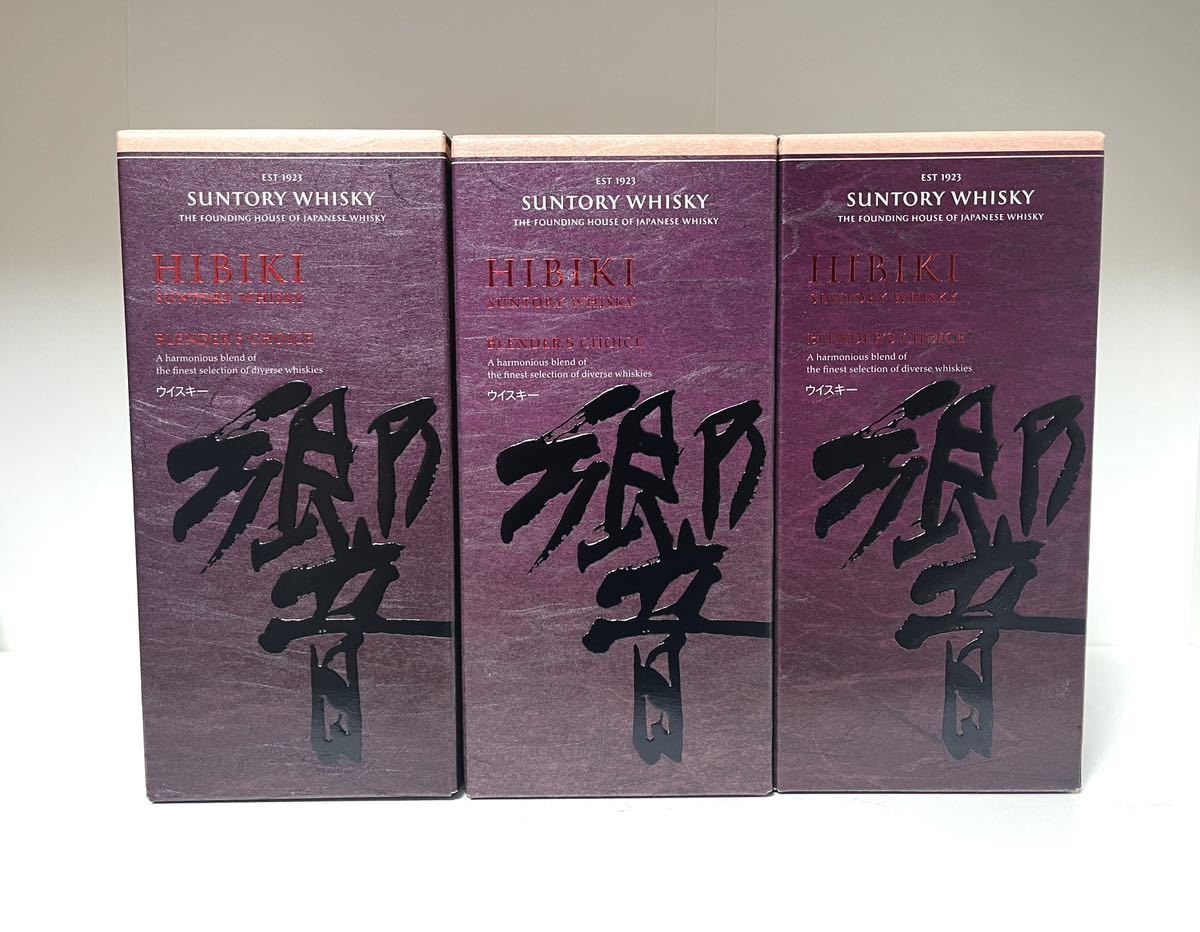 EST 1923
SUNTORY WHISKY
THE FOUNDING HOUSE OF JAPANESE WHISKY
HIBIKI
SUNTORY WHISKY
BLENDER'S CHOICE
A harmonious blend of
the finest selection of diverse whiskies
ウイスキー
響
EST 1923
SUNTORY WHISKY
THE FOUNDING HOUSE OF JAPANESE WHISKY
HIBIKI
SUNTORY WHISKY
BLENDER'S CHOICE
A harmonious blend of
the finest selection of diverse whiskies
ウイスキー
響
EST 1923
SUNTORY WHISKY
THE FOUNDING HOUSE OF JAPANESE WHISKY
HIBIKI
SUNTORY WHISKY
BLENDER'S CHOICE
A harmonious blend of
the finest selection of diverse whiskies
ウイスキー
響